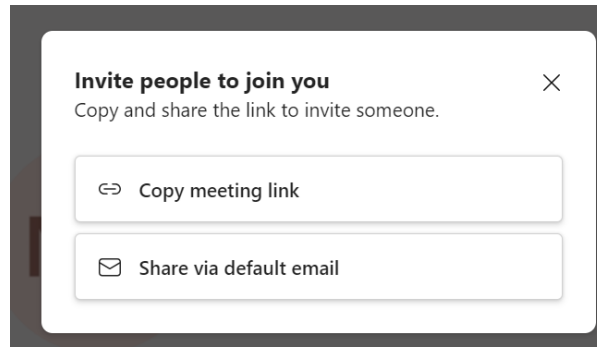 Invite people to join you
Copy and share the link to invite someone.
Copy meeting link
Share via default email